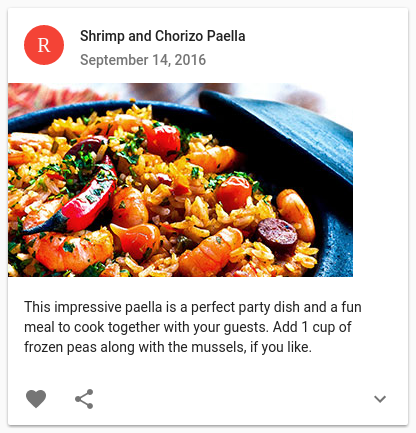 R
Shrimp and Chorizo Paella
September 14, 2016
This impressive paella is a perfect party dish and a fun
meal to cook together with your guests. Add 1 cup of
frozen peas along with the mussels, if you like.